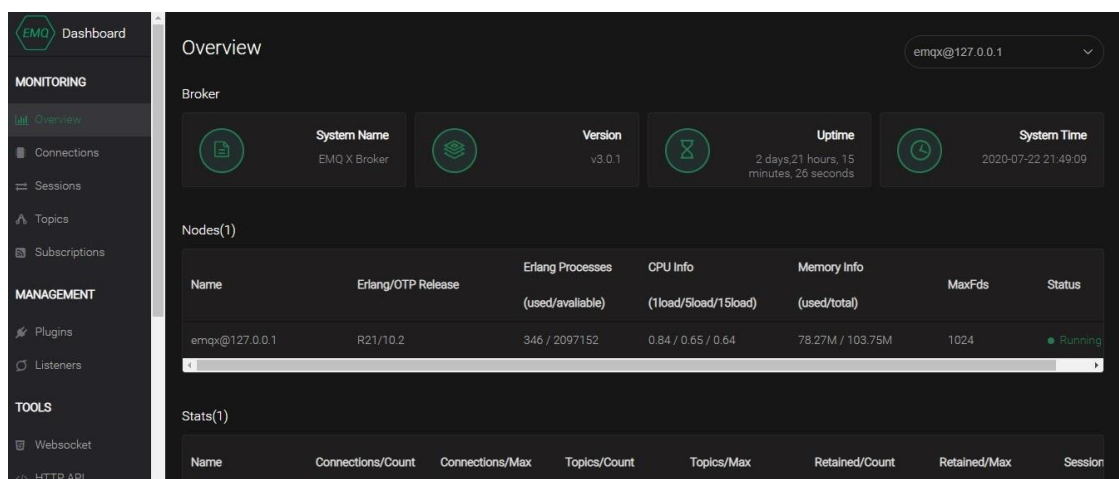 EMQ Dashboard
MONITORING
Overview
Connections
Sessions
Topics
Subscriptions
MANAGEMENT
Plugins
Listeners
TOOLS
Websocket
HTTP API
Overview
emqx@127.0.0.1
Broker
System Name
EMQ X Broker
Version
v3.0.1
Uptime
2 days,21 hours, 15
minutes, 26 seconds
System Time
2020-07-22 21:49:09
Nodes(1)
Name Erlang/OTP Release Erlang Processes (used/avaliable) CPU Info (1load/5load/15load) Memory Info (used/total) MaxFds Status
emqx@127.0.0.1 R21/10.2 346 / 2097152 0.84 / 0.65 / 0.64 78.27M / 103.75M 1024 Running
Stats(1)
Name Connections/Count Connections/Max Topics/Count Topics/Max Retained/Count Retained/Max Session